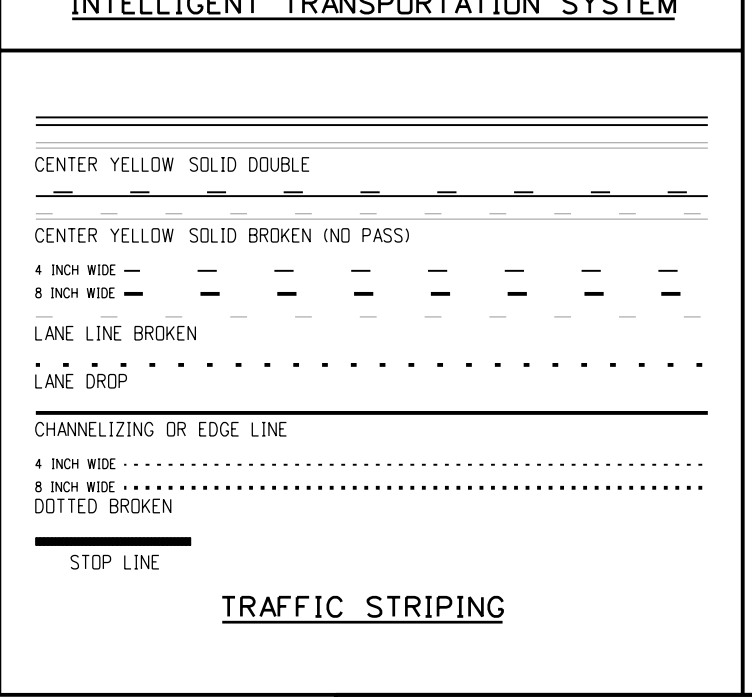 INTELLIGENT TRANSPORTATION SYSTEM
CENTER YELLOW SOLID DOUBLE
CENTER YELLOW SOLID BROKEN (NO PASS)
4 INCH WIDE
8 INCH WIDE
LANE LINE BROKEN
LANE DROP
CHANNELIZING OR EDGE LINE
4 INCH WIDE
8 INCH WIDE
DOTTED BROKEN
STOP LINE
TRAFFIC STRIPING